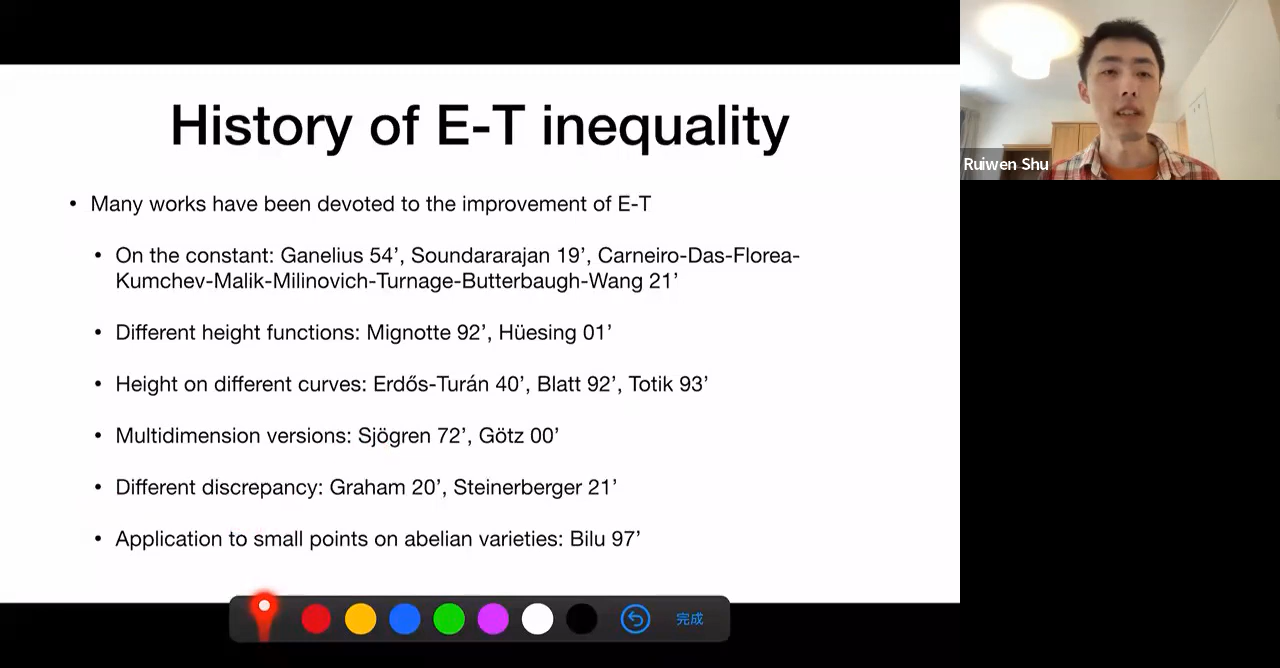 History of E-T inequality
• Many works have been devoted to the improvement of E-T
• On the constant: Ganelius 54’, Soundararajan 19’, Carneiro-Das-Florea-
Kumchev-Malik-Milinovich-Turnage-Butterbaugh-Wang 21’
• Different height functions: Mignotte 92’, Hüesing 01’
• Height on different curves: Erdős-Turán 40’, Blatt 92’, Totik 93’
• Multidimension versions: Sjögren 72’, Götz 00’
• Different discrepancy: Graham 20’, Steinerberger 21’
• Application to small points on abelian varieties: Bilu 97’
完成
Ruiwen Shu